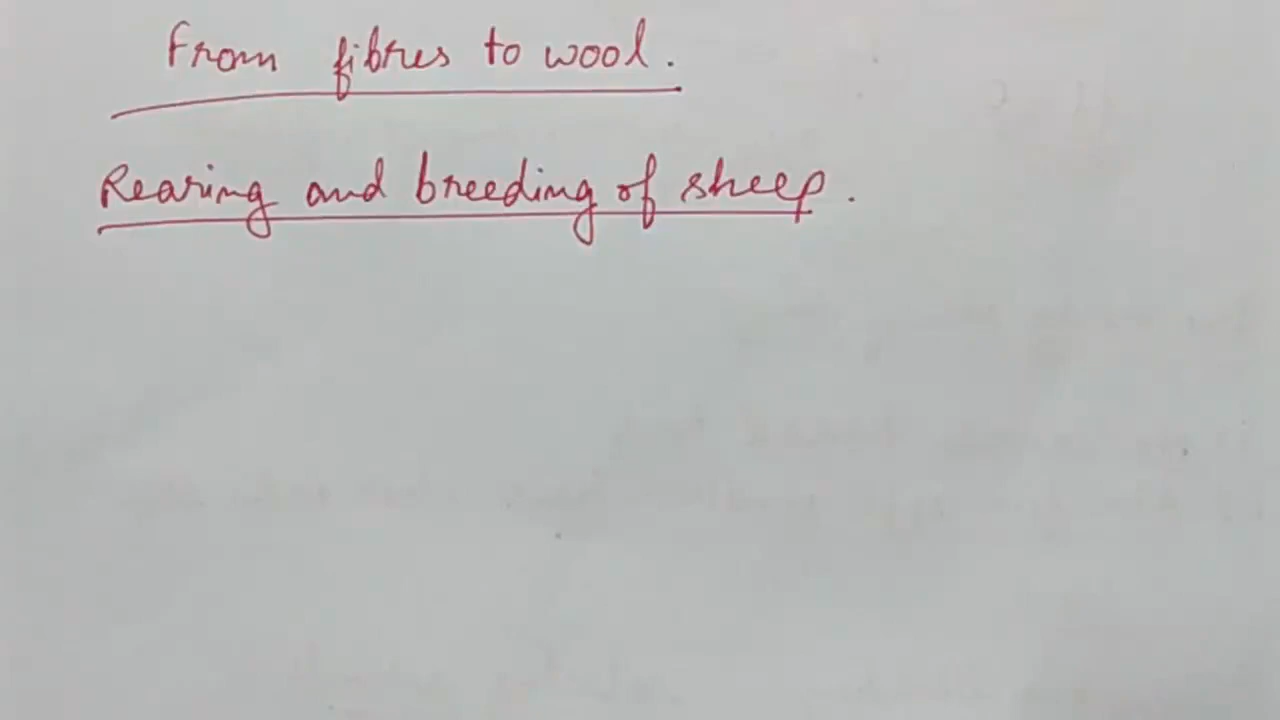 From fibres to wool.
Rearing and breeding of sheep.